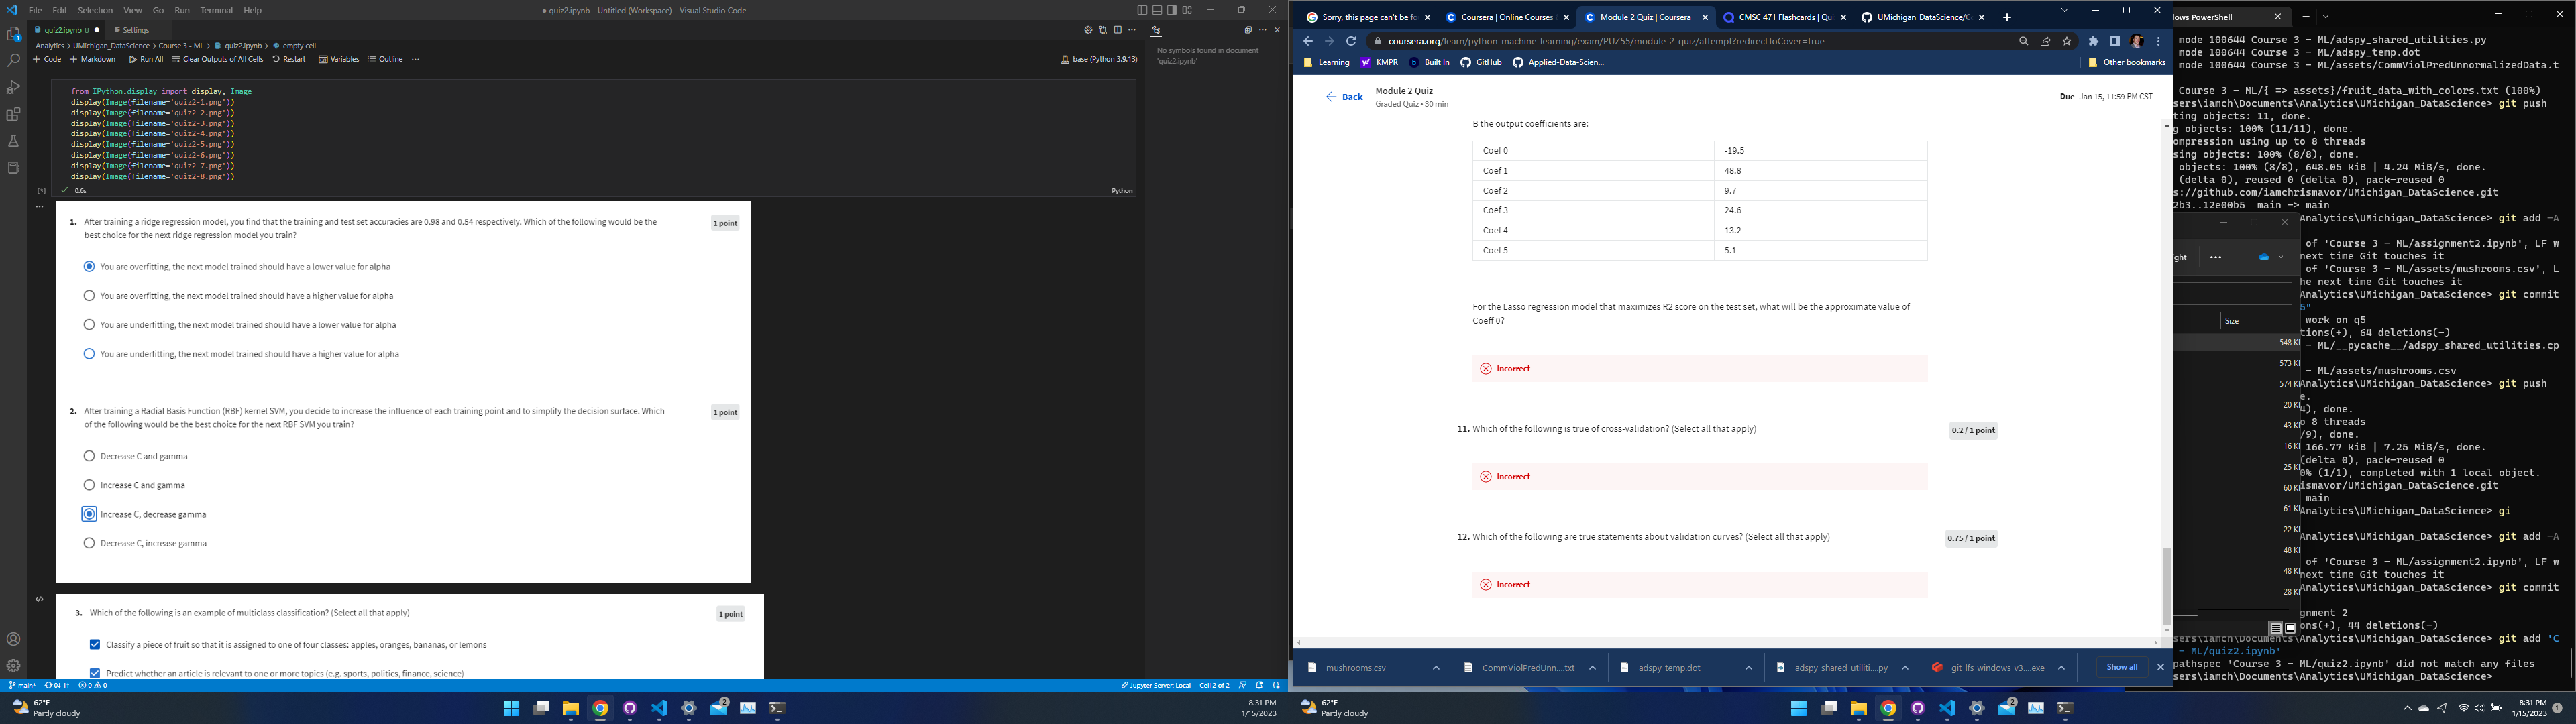 File Edit Selection View Go Run Terminal Help
● quiz2.ipynb - Untitled (Workspace) - Visual Studio Code
quiz2.ipynb U ●
Settings
Analytics > UMichigan_DataScience > Course 3 - ML > quiz2.ipynb > empty cell
+ Code + Markdown Run All Clear Outputs of All Cells Restart Variables Outline ...
base (Python 3.9.13)
No symbols found in document
'quiz2.ipynb'
from IPython.display import display, Image
display(Image(filename='quiz2-1.png'))
display(Image(filename='quiz2-2.png'))
display(Image(filename='quiz2-3.png'))
display(Image(filename='quiz2-4.png'))
display(Image(filename='quiz2-5.png'))
display(Image(filename='quiz2-6.png'))
display(Image(filename='quiz2-7.png'))
display(Image(filename='quiz2-8.png'))
[3] 0.6s
Python
1. After training a ridge regression model, you find that the training and test set accuracies are 0.98 and 0.54 respectively. Which of the following would be the
best choice for the next ridge regression model you train?
1 point
You are overfitting, the next model trained should have a lower value for alpha
You are overfitting, the next model trained should have a higher value for alpha
You are underfitting, the next model trained should have a lower value for alpha
You are underfitting, the next model trained should have a higher value for alpha
2. After training a Radial Basis Function (RBF) kernel SVM, you decide to increase the influence of each training point and to simplify the decision surface. Which
of the following would be the best choice for the next RBF SVM you train?
1 point
Decrease C and gamma
Increase C and gamma
Increase C, decrease gamma
Decrease C, increase gamma
3. Which of the following is an example of multiclass classification? (Select all that apply)
1 point
Classify a piece of fruit so that it is assigned to one of four classes: apples, oranges, bananas, or lemons
Predict whether an article is relevant to one or more topics (e.g. sports, politics, finance, science)
main* 0↓ 1↑ 0 0
Jupyter Server: Local Cell 2 of 2
62°F
Partly cloudy
8:31 PM
1/15/2023
Sorry, this page can't be fo
Coursera | Online Courses
Module 2 Quiz | Coursera
CMSC 471 Flashcards | Qui
UMichigan_DataScience/Co
coursera.org/learn/python-machine-learning/exam/PUZ55/module-2-quiz/attempt?redirectToCover=true
Learning KMPR Built In GitHub Applied-Data-Scien...
Other bookmarks
Back
Module 2 Quiz
Graded Quiz • 30 min
Due Jan 15, 11:59 PM CST
B the output coefficients are:
Coef 0 -19.5
Coef 1 48.8
Coef 2 9.7
Coef 3 24.6
Coef 4 13.2
Coef 5 5.1
For the Lasso regression model that maximizes R2 score on the test set, what will be the approximate value of
Coeff 0?
Incorrect
11. Which of the following is true of cross-validation? (Select all that apply)
0.2 / 1 point
Incorrect
12. Which of the following are true statements about validation curves? (Select all that apply)
0.75 / 1 point
Incorrect
mushrooms.csv
CommViolPredUnn....txt
adspy_temp.dot
adspy_shared_utiliti....py
git-lfs-windows-v3....exe
Show all
62°F
Partly cloudy
8:31 PM
1/15/2023
ows PowerShell
mode 100644 Course 3 - ML/adspy_shared_utilities.py
mode 100644 Course 3 - ML/adspy_temp.dot
mode 100644 Course 3 - ML/assets/CommViolPredUnnormalizedData.t
Course 3 - ML/{ => assets}/fruit_data_with_colors.txt (100%)
sers\iamch\Documents\Analytics\UMichigan_DataScience> git push
ting objects: 11, done.
g objects: 100% (11/11), done.
ompression using up to 8 threads
sing objects: 100% (8/8), done.
objects: 100% (8/8), 648.05 KiB | 4.24 MiB/s, done.
(delta 0), reused 0 (delta 0), pack-reused 0
s://github.com/iamchrismavor/UMichigan_DataScience.git
2b3..12e00b5 main -> main
Analytics\UMichigan_DataScience> git add -A
of 'Course 3 - ML/assignment2.ipynb', LF w
next time Git touches it
of 'Course 3 - ML/assets/mushrooms.csv', L
he next time Git touches it
Analytics\UMichigan_DataScience> git commit
5"
work on q5
tions(+), 64 deletions(-)
- ML/__pycache__/adspy_shared_utilities.cp
- ML/assets/mushrooms.csv
Analytics\UMichigan_DataScience> git push
e.
4), done.
o 8 threads
/9), done.
166.77 KiB | 7.25 MiB/s, done.
(delta 0), pack-reused 0
0% (1/1), completed with 1 local object.
ismavor/UMichigan_DataScience.git
main
Analytics\UMichigan_DataScience> gi
Analytics\UMichigan_DataScience> git add -A
of 'Course 3 - ML/assignment2.ipynb', LF w
next time Git touches it
Analytics\UMichigan_DataScience> git commit
gnment 2
ons(+), 44 deletions(-)
sers\iamch\Documents\Analytics\UMichigan_DataScience> git add 'C
- ML/quiz2.ipynb'
pathspec 'Course 3 - ML/quiz2.ipynb' did not match any files
sers\iamch\Documents\Analytics\UMichigan_DataScience>
ght ...
Size
548 KB
573 KB
574 KB
20 KB
43 KB
16 KB
25 KB
60 KB
61 KB
22 KB
48 KB
48 KB
28 KB
8:31 PM
1/15/2023